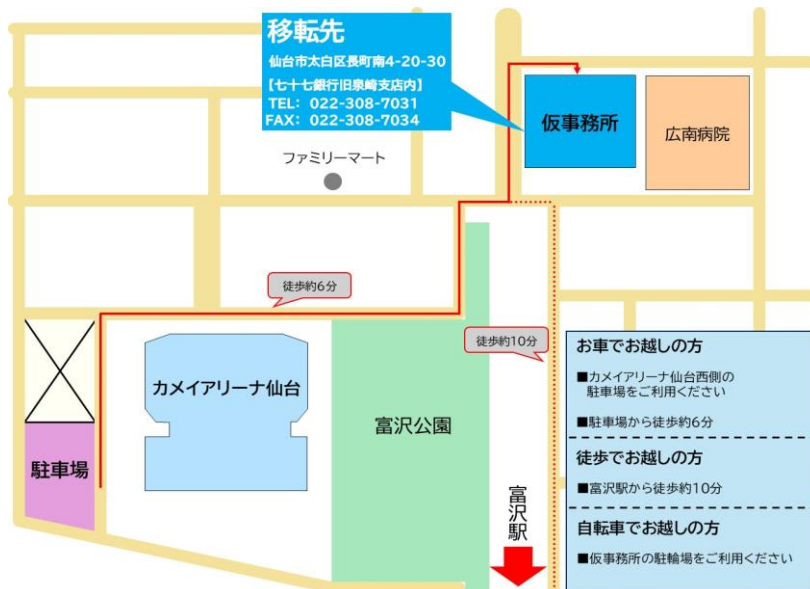 移転先
仙台市太白区長町南4-20-30
【七十七銀行旧泉崎支店内】
TEL: 022-308-7031
FAX: 022-308-7034
仮事務所
広南病院
ファミリーマート
徒歩約6分
徒歩約10分
カメイアリーナ仙台
富沢公園
駐車場
富沢駅
お車でお越しの方
■カメイアリーナ仙台西側の
駐車場をご利用ください
■駐車場から徒歩約6分
徒歩でお越しの方
■富沢駅から徒歩約10分
自転車でお越しの方
■仮事務所の駐輪場をご利用ください